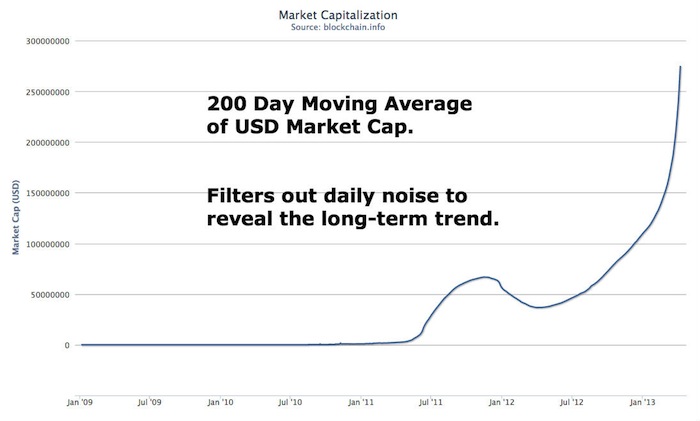 Market Capitalization
Source: blockchain.info
300000000
250000000
200000000
150000000
100000000
50000000
0
Market Cap (USD)
200 Day Moving Average
of USD Market Cap.
Filters out daily noise to
reveal the long-term trend.
Jan '09
Jul '09
Jan '10
Jul '10
Jan '11
Jul '11
Jan '12
Jul '12
Jan '13